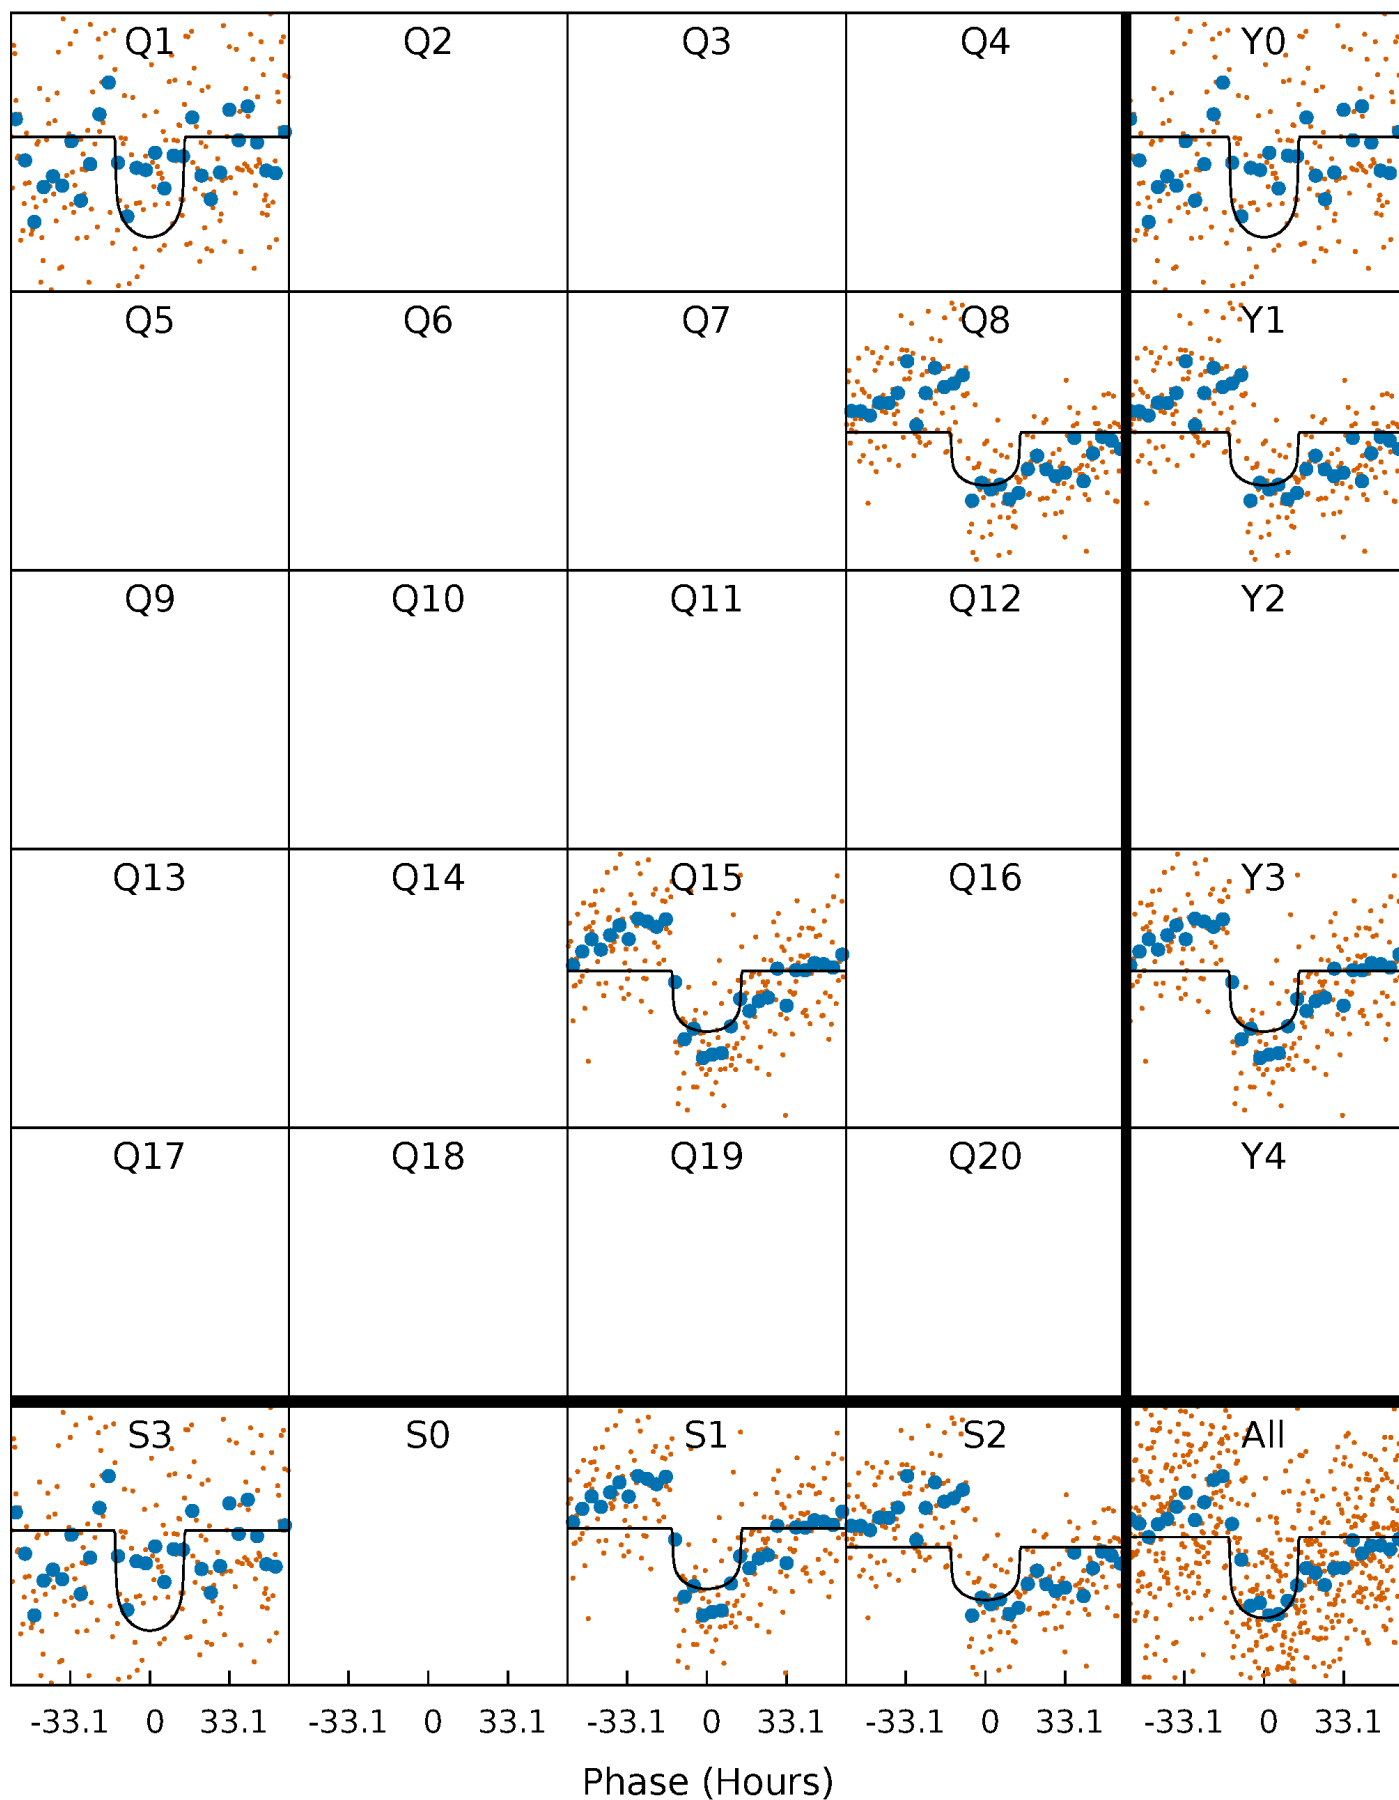 Q1 Q2 Q3 Q4 Y0
Q5 Q6 Q7 Q8 Y1
Q9 Q10 Q11 Q12 Y2
Q13 Q14 Q15 Q16 Y3
Q17 Q18 Q19 Q20 Y4
S3 S0 S1 S2 All
-33.1 0 33.1 -33.1 0 33.1 -33.1 0 33.1 -33.1 0 33.1 -33.1 0 33.1
Phase (Hours)